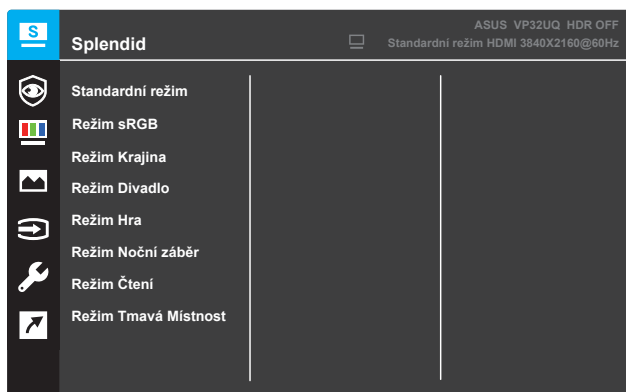 S
ASUS VP32UQ HDR OFF
Splendid
Standardní režim HDMI 3840X2160@60Hz
Standardní režim
Režim sRGB
Režim Krajina
Režim Divadlo
Režim Hra
Režim Noční záběr
Režim Čtení
Režim Tmavá Místnost